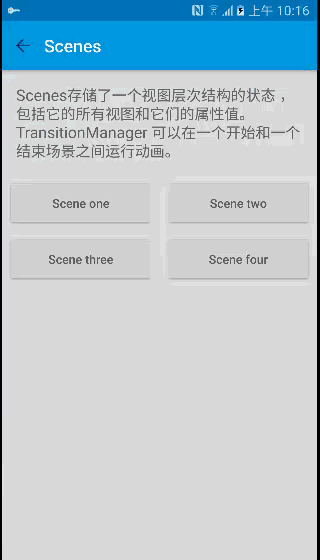 上午 10:16
Scenes
Scenes存储了一个视图层次结构的状态，
包括它的所有视图和它们的属性值。
TransitionManager 可以在一个开始和一个
结束场景之间运行动画。
Scene one
Scene two
Scene three
Scene four